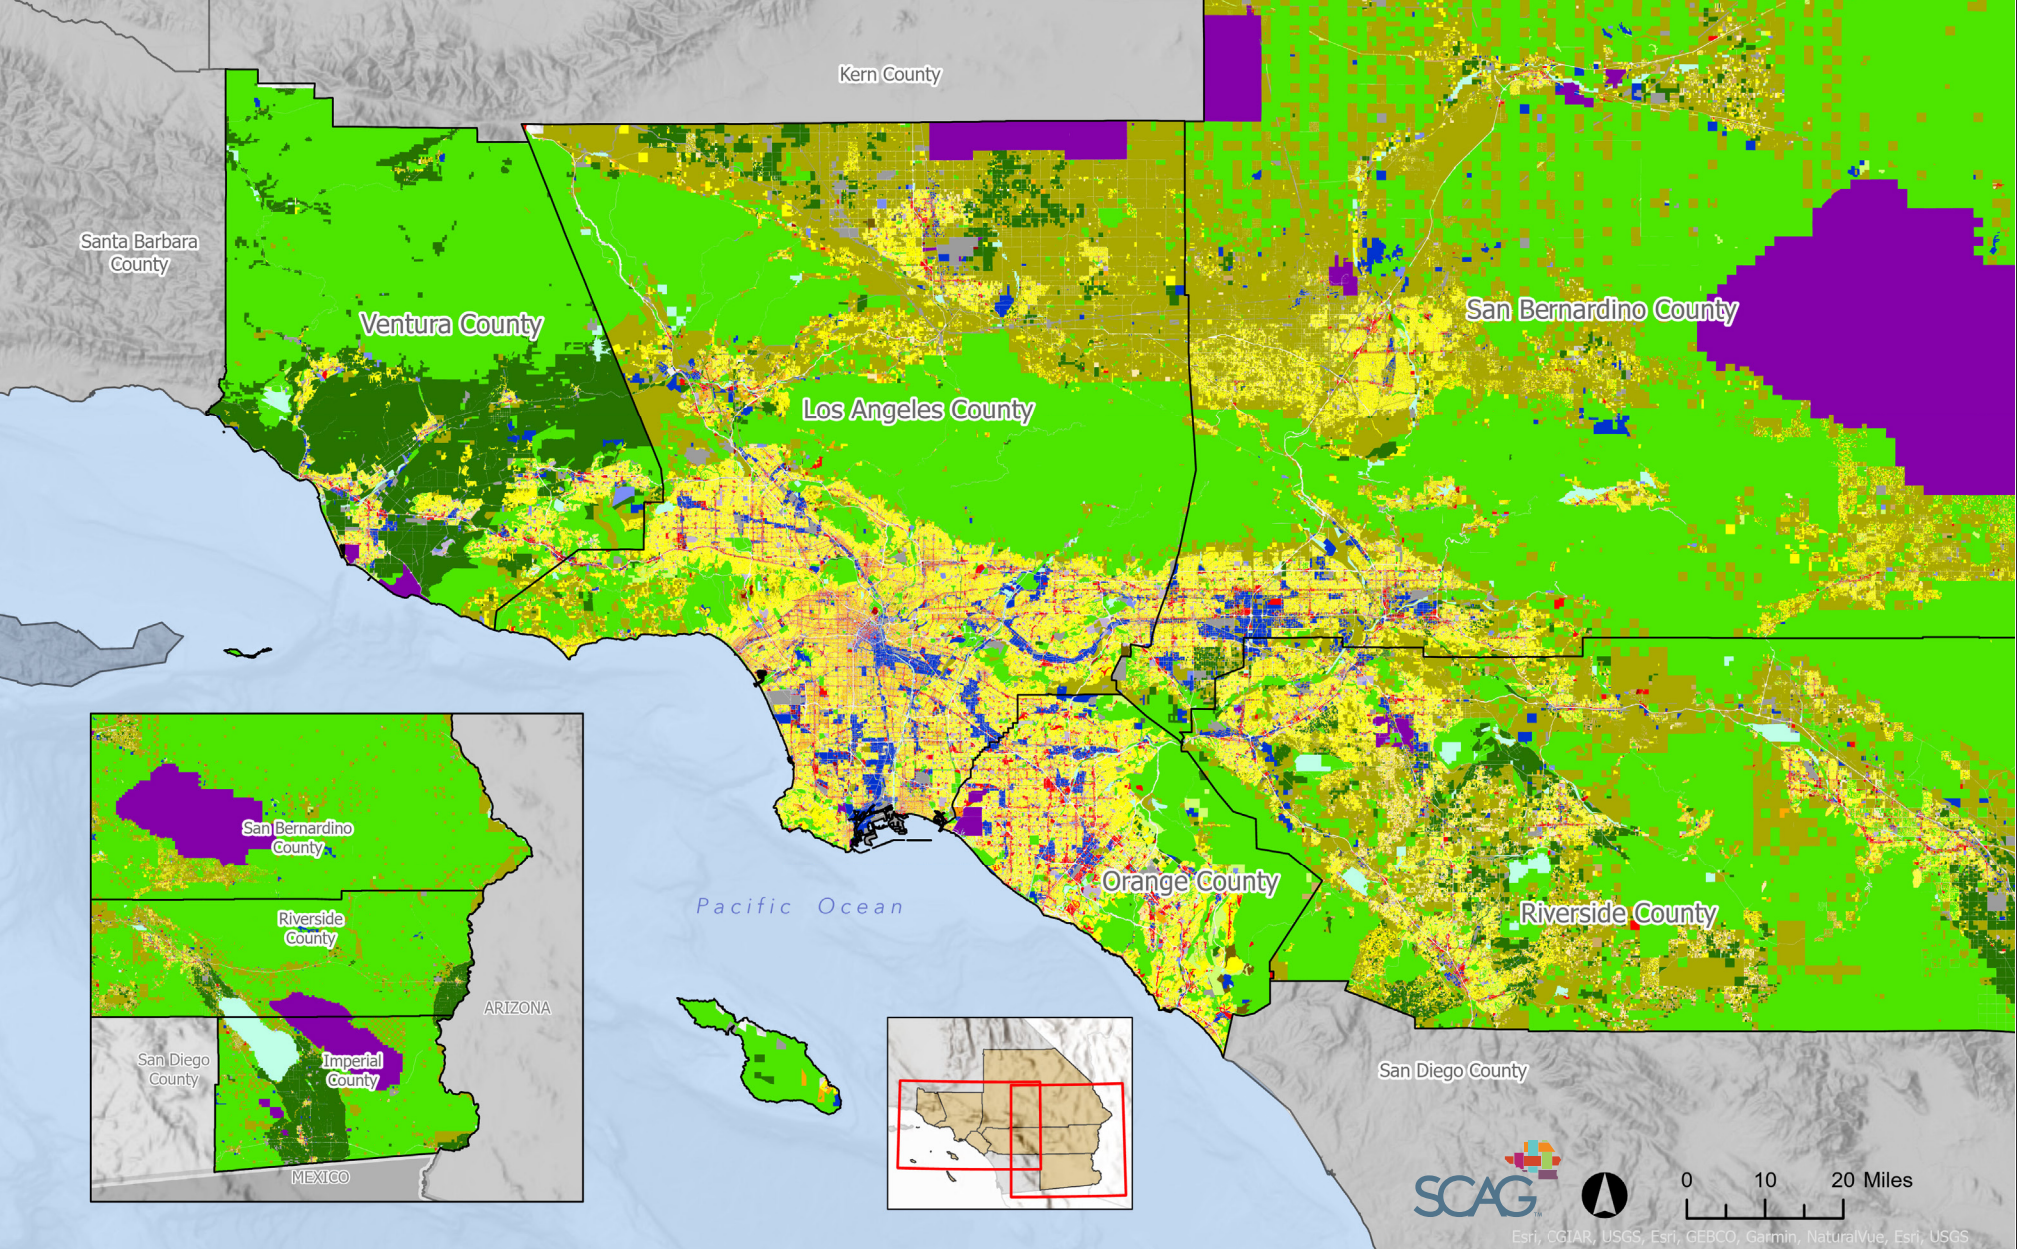 Kern County
Santa Barbara
County
Ventura County
San Bernardino County
Los Angeles County
Orange County
Riverside County
Pacific Ocean
San Bernardino
County
Riverside
County
ARIZONA
San Diego
County
Imperial
County
MEXICO
San Diego County
SCAG
TM
0 10 20 Miles
Esri, CGIAR, USGS, Esri, GEBCO, Garmin, NaturalVue, Esri, USGS